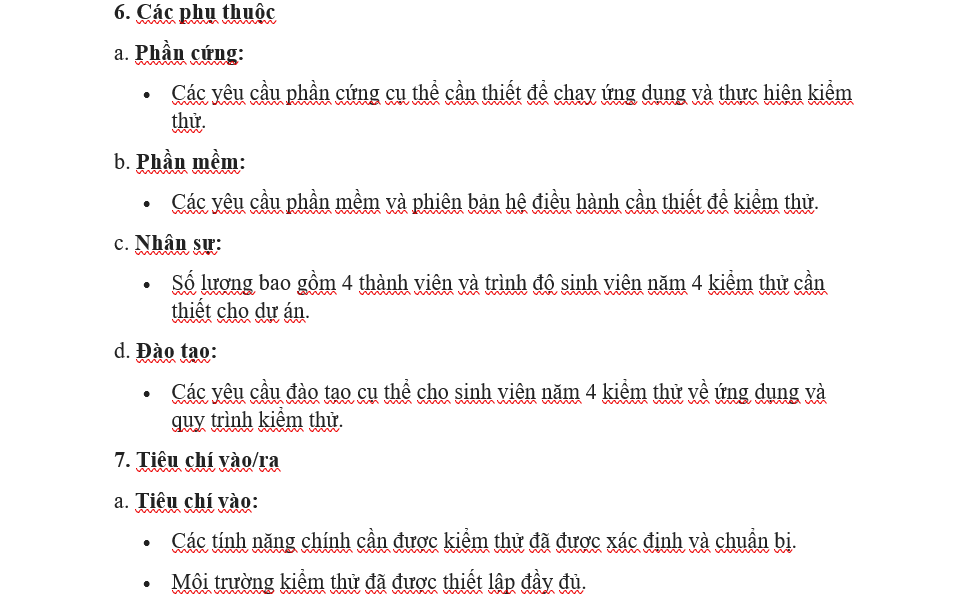 6. Các phụ thuộc
a. Phần cứng:
• Các yêu cầu phần cứng cụ thể cần thiết để chạy ứng dụng và thực hiện kiểm
thử.
b. Phần mềm:
• Các yêu cầu phần mềm và phiên bản hệ điều hành cần thiết để kiểm thử.
c. Nhân sự:
• Số lượng bao gồm 4 thành viên và trình độ sinh viên năm 4 kiểm thử cần
thiết cho dự án.
d. Đào tạo:
• Các yêu cầu đào tạo cụ thể cho sinh viên năm 4 kiểm thử về ứng dụng và
quy trình kiểm thử.
7. Tiêu chí vào/ra
a. Tiêu chí vào:
• Các tính năng chính cần được kiểm thử đã được xác định và chuẩn bị.
• Môi trường kiểm thử đã được thiết lập đầy đủ.